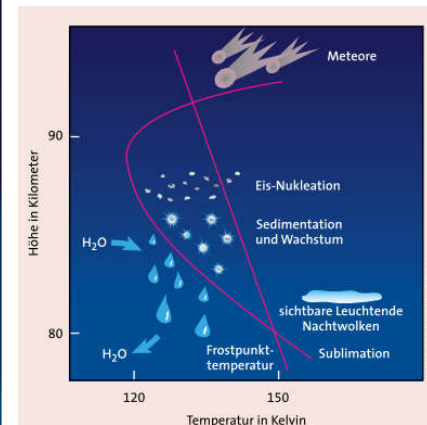 Meteore
90
Eis-Nukleation
Höhe in Kilometer
Sedimentation
und Wachstum
H₂O
sichtbare Leuchtende
Nachtwolken
80
H₂O
Frostpunkt-
temperatur
Sublimation
120
150
Temperatur in Kelvin